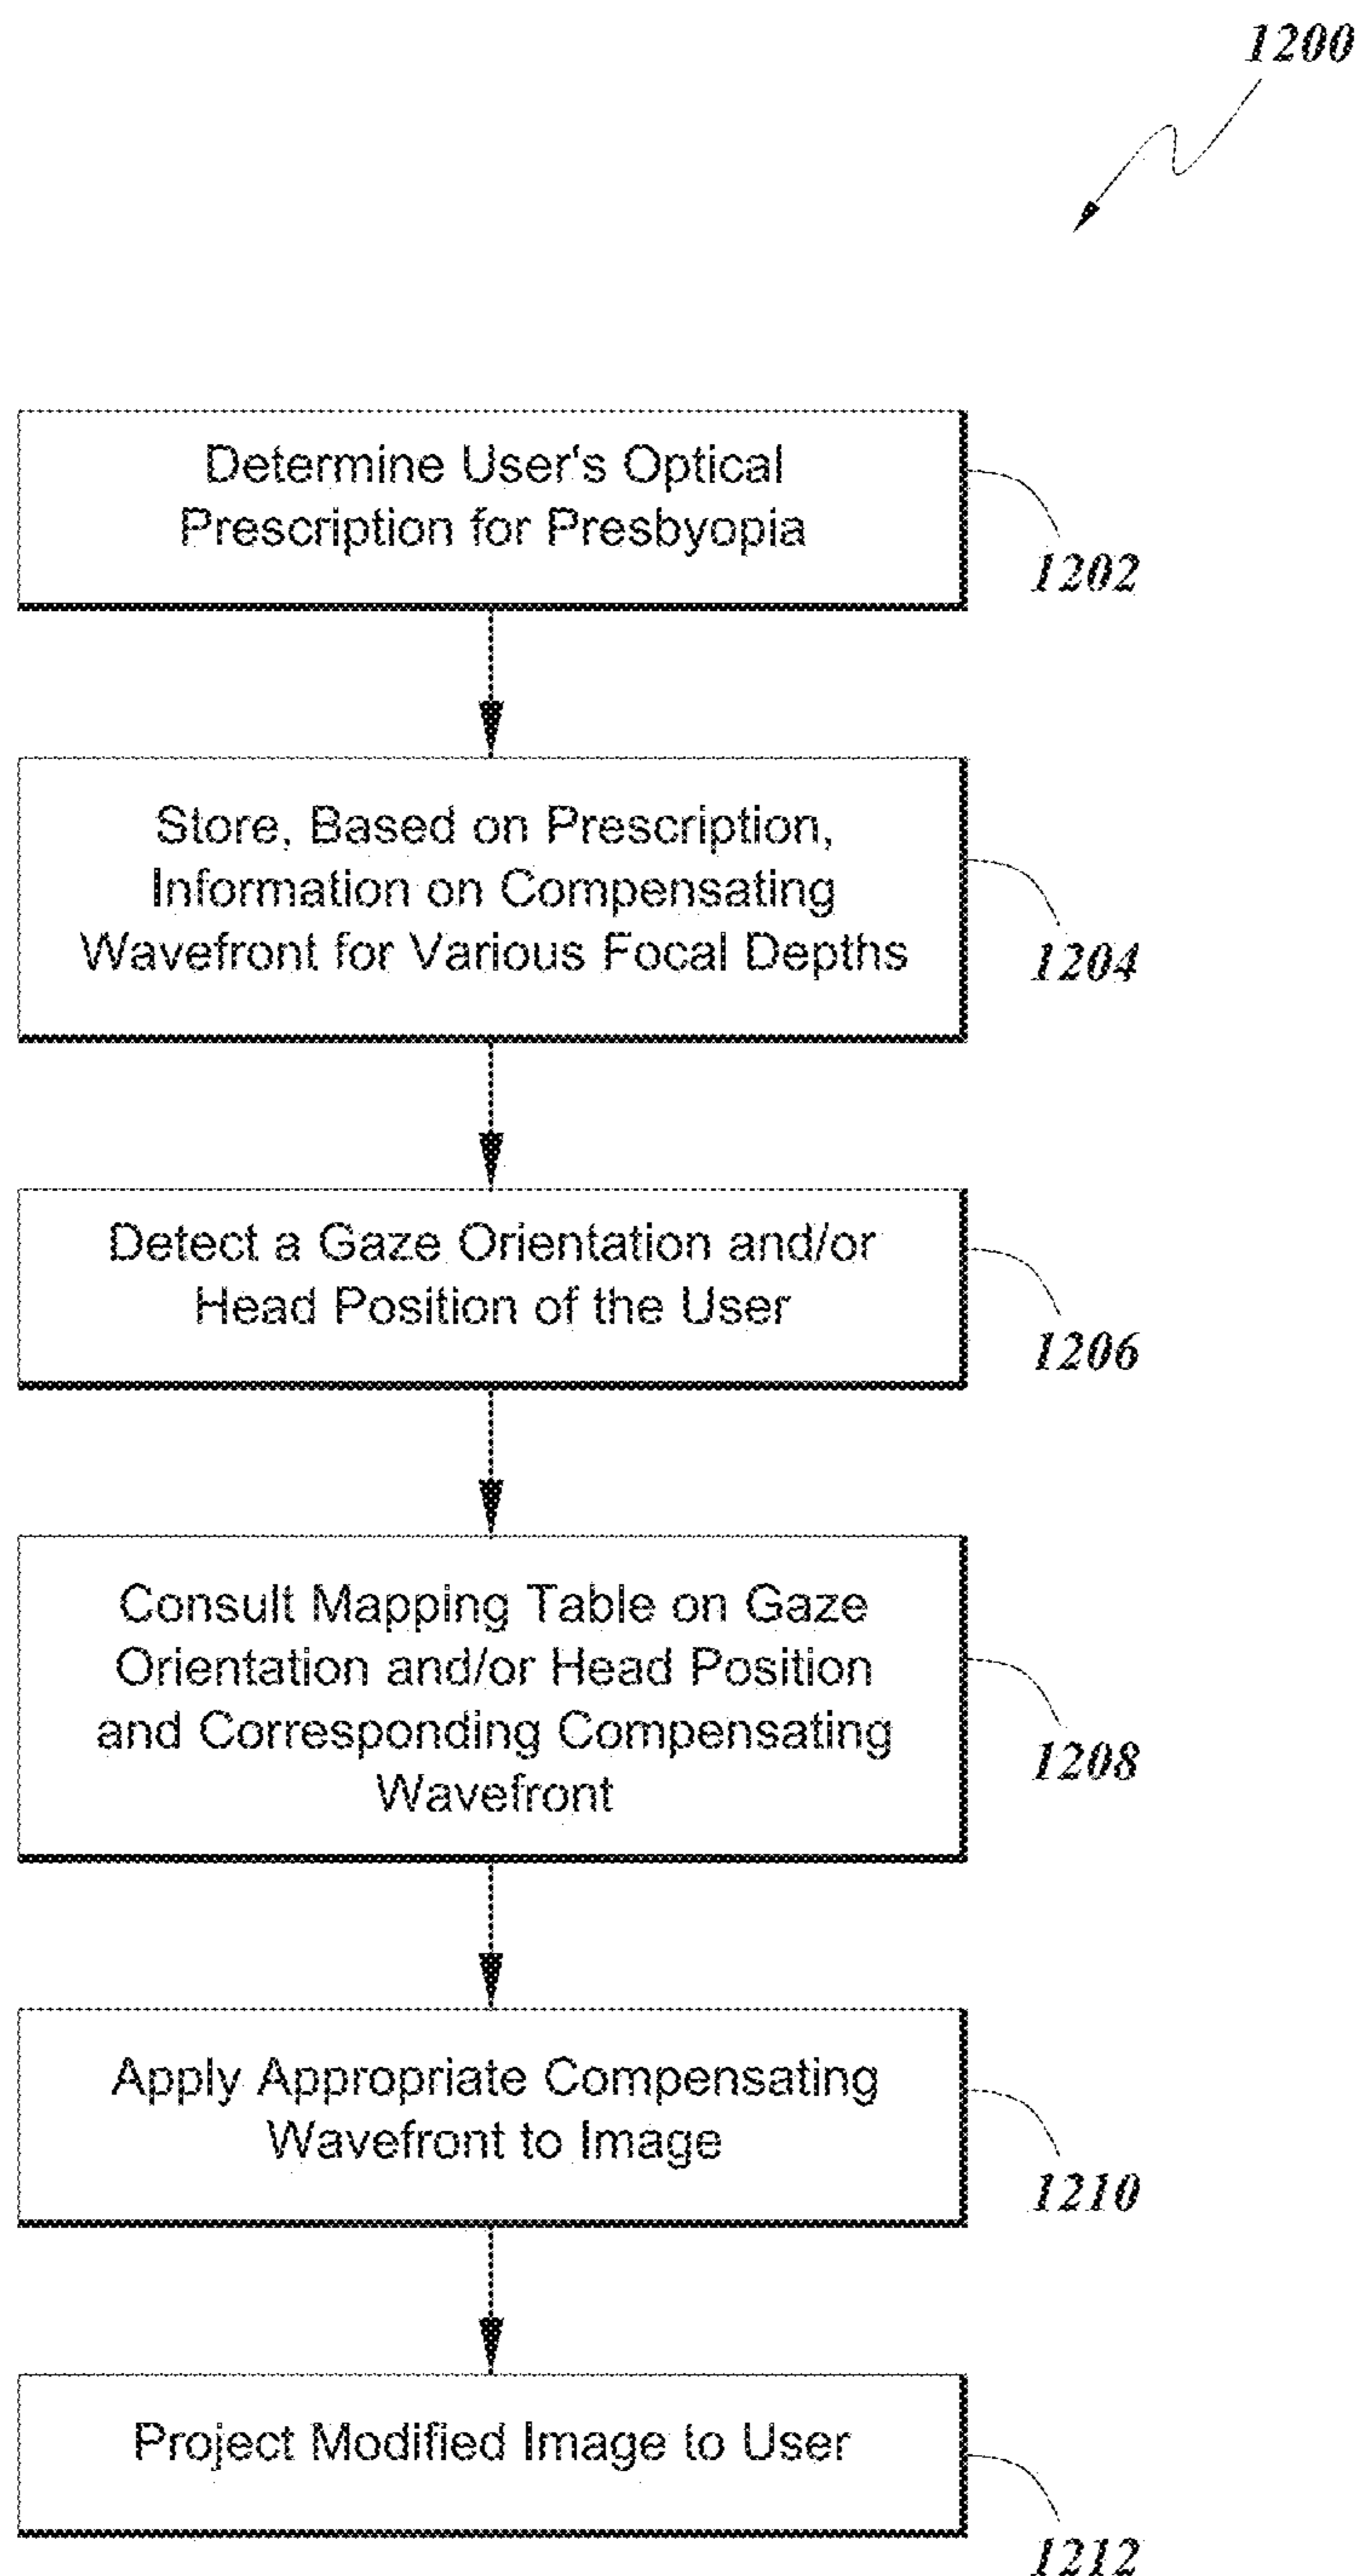 1200
Determine User's Optical
Prescription for Presbyopia
1202
Store, Based on Prescription,
Information on Compensating
Wavefront for Various Focal Depths
1204
Detect a Gaze Orientation and/or
Head Position of the User
1206
Consult Mapping Table on Gaze
Orientation and/or Head Position
and Corresponding Compensating
Wavefront
1208
Apply Appropriate Compensating
Wavefront to Image
1210
Project Modified Image to User
1212